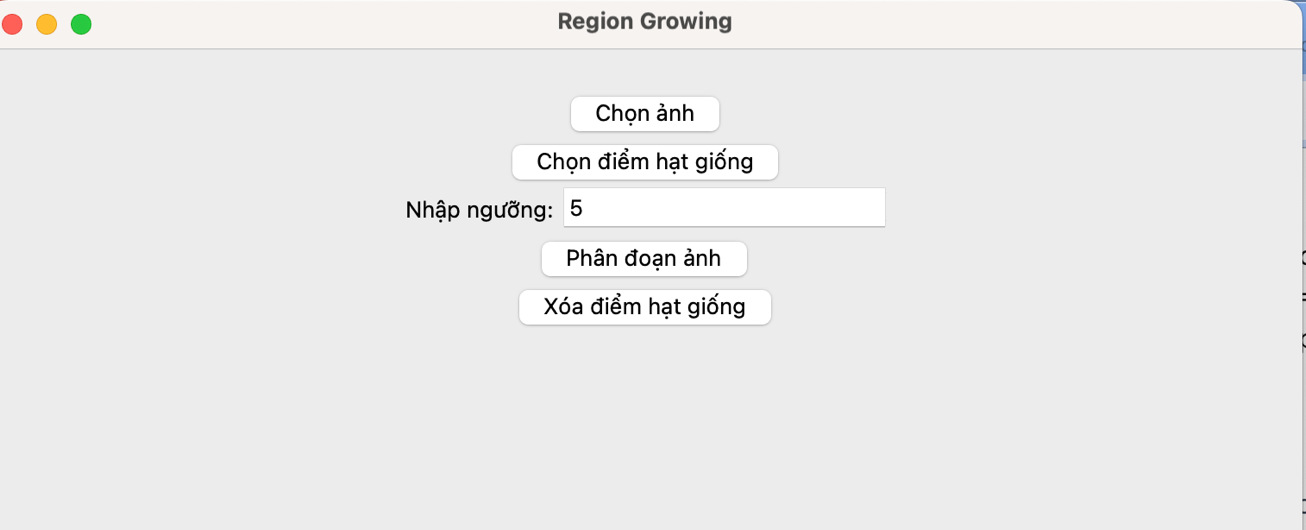 Region Growing
Chọn ảnh
Chọn điểm hạt giống
Nhập ngưỡng: 5
Phân đoạn ảnh
Xóa điểm hạt giống